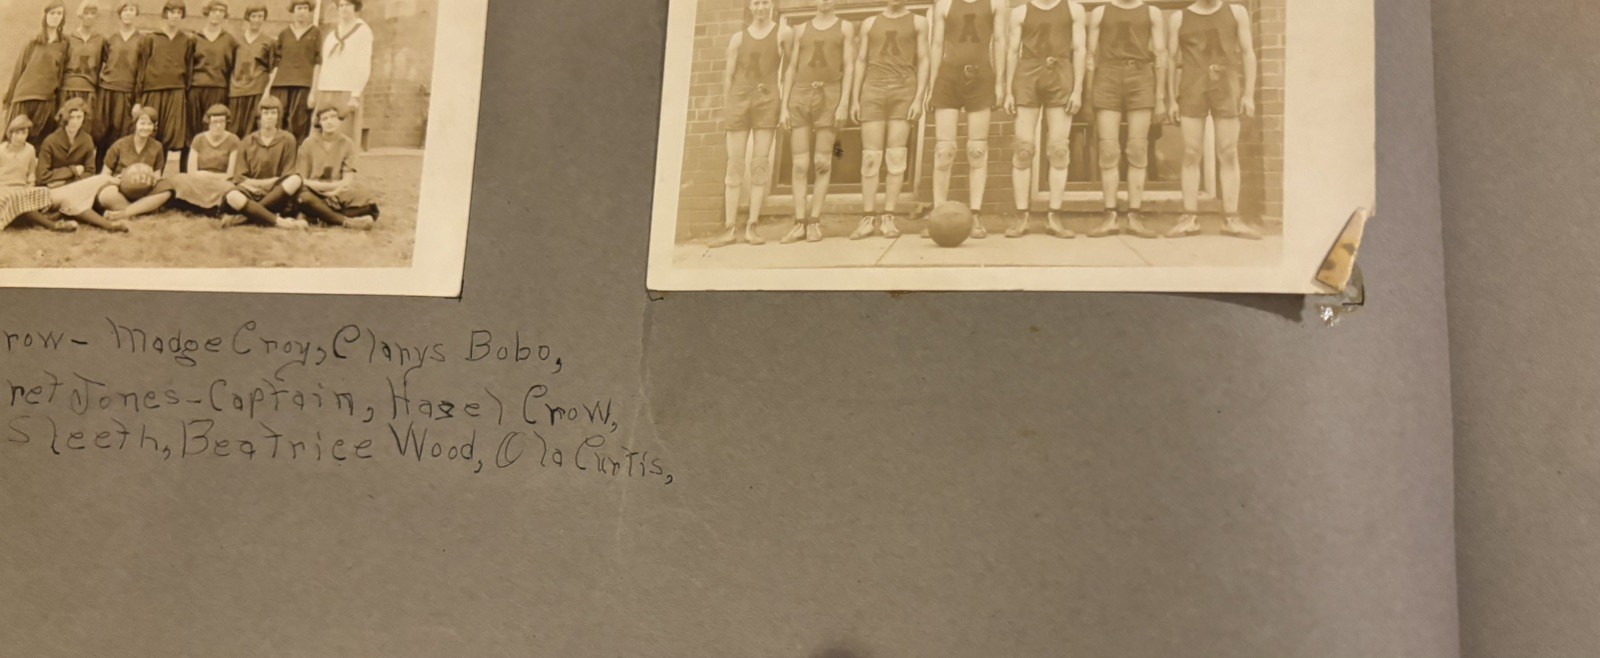 A A A A A A A
row- Madge Croy, Clarys Bobo,
ret Jones-Captain, Hazel Crow,
Sleeth, Beatrice Wood, Ola Curtis,